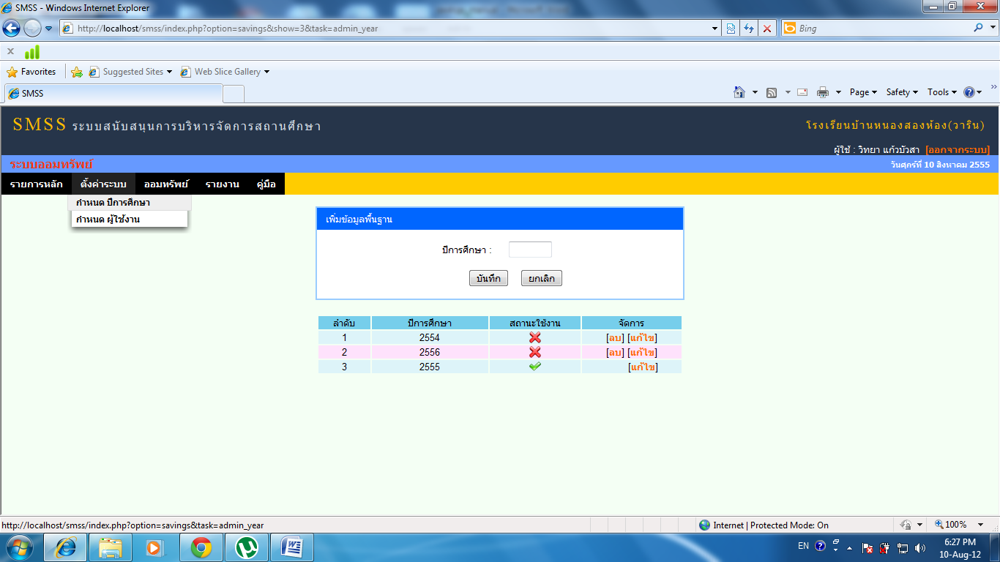 SMSS - Windows Internet Explorer
http://localhost/smss/index.php?option=savings&show=3&task=admin_year
Bing
x
Favorites Suggested Sites Web Slice Gallery
SMSS Page Safety Tools
SMSS ระบบสนับสนุนการบริหารจัดการสถานศึกษา
โรงเรียนบ้านหนองสองห้อง(วาริน)
ผู้ใช้ : วิทยา แก้วบัวสา [ออกจากระบบ]
ระบบออมทรัพย์ วันศุกร์ที่ 10 สิงหาคม 2555
รายการหลัก ตั้งค่าระบบ ออมทรัพย์ รายงาน คู่มือ
กำหนด ปีการศึกษา
กำหนด ผู้ใช้งาน
เพิ่มข้อมูลพื้นฐาน
ปีการศึกษา :
บันทึก ยกเลิก
ลำดับ ปีการศึกษา สถานะใช้งาน จัดการ
1 2554 [ลบ] [แก้ไข]
2 2556 [ลบ] [แก้ไข]
3 2555 [แก้ไข]
http://localhost/smss/index.php?option=savings&task=admin_year Internet | Protected Mode: On 100%
EN 6:27 PM
10-Aug-12